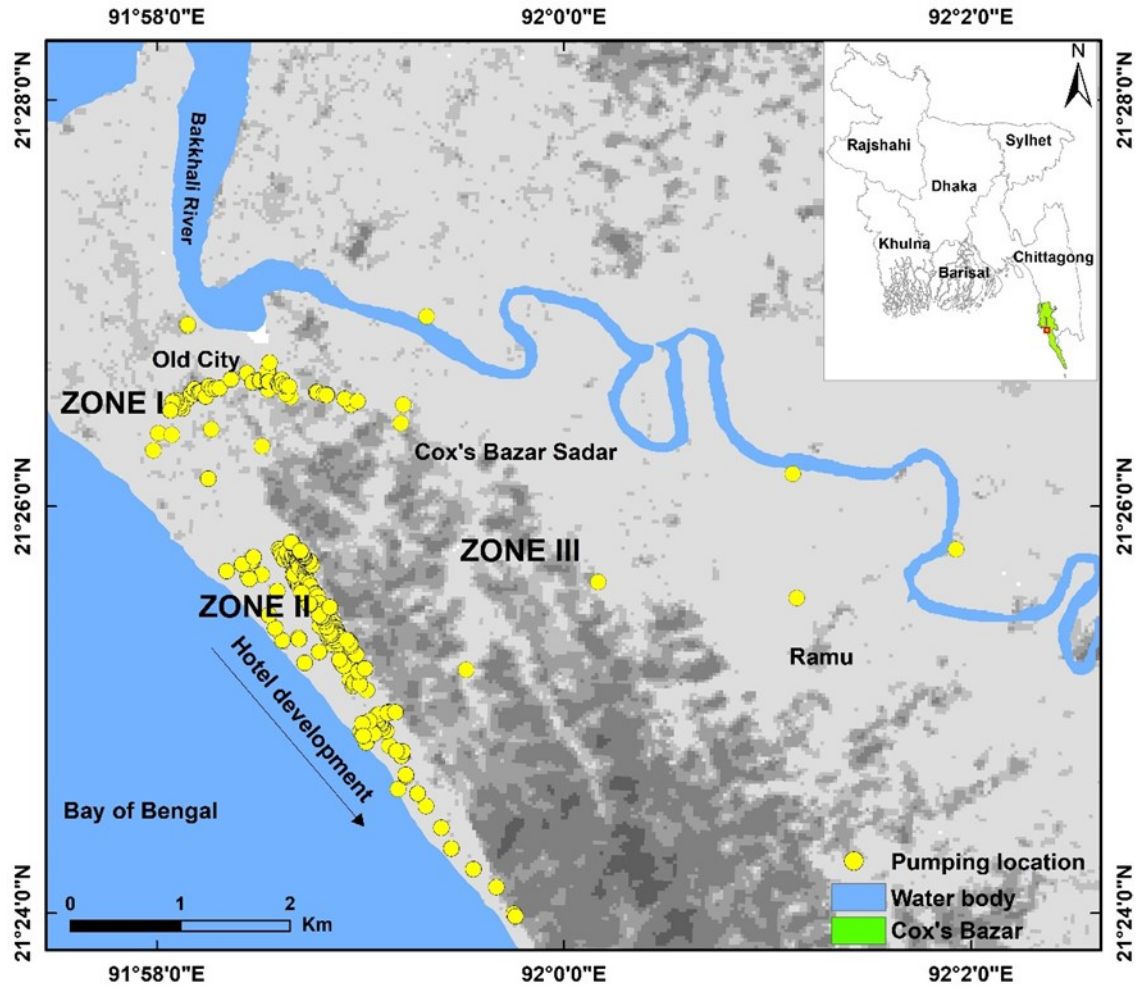 91°58'0"E
92°0'0"E
92°2'0"E
21°28'0"N
21°28'0"N
N
Rajshahi
Sylhet
Dhaka
Khulna
Barisal
Chittagong
Bakkhali River
Old City
ZONE I
Cox's Bazar Sadar
21°26'0"N
21°26'0"N
ZONE III
ZONE II
Hotel development
Ramu
Bay of Bengal
Pumping location
Water body
Cox's Bazar
0 1 2
Km
21°24'0"N
21°24'0"N
91°58'0"E
92°0'0"E
92°2'0"E